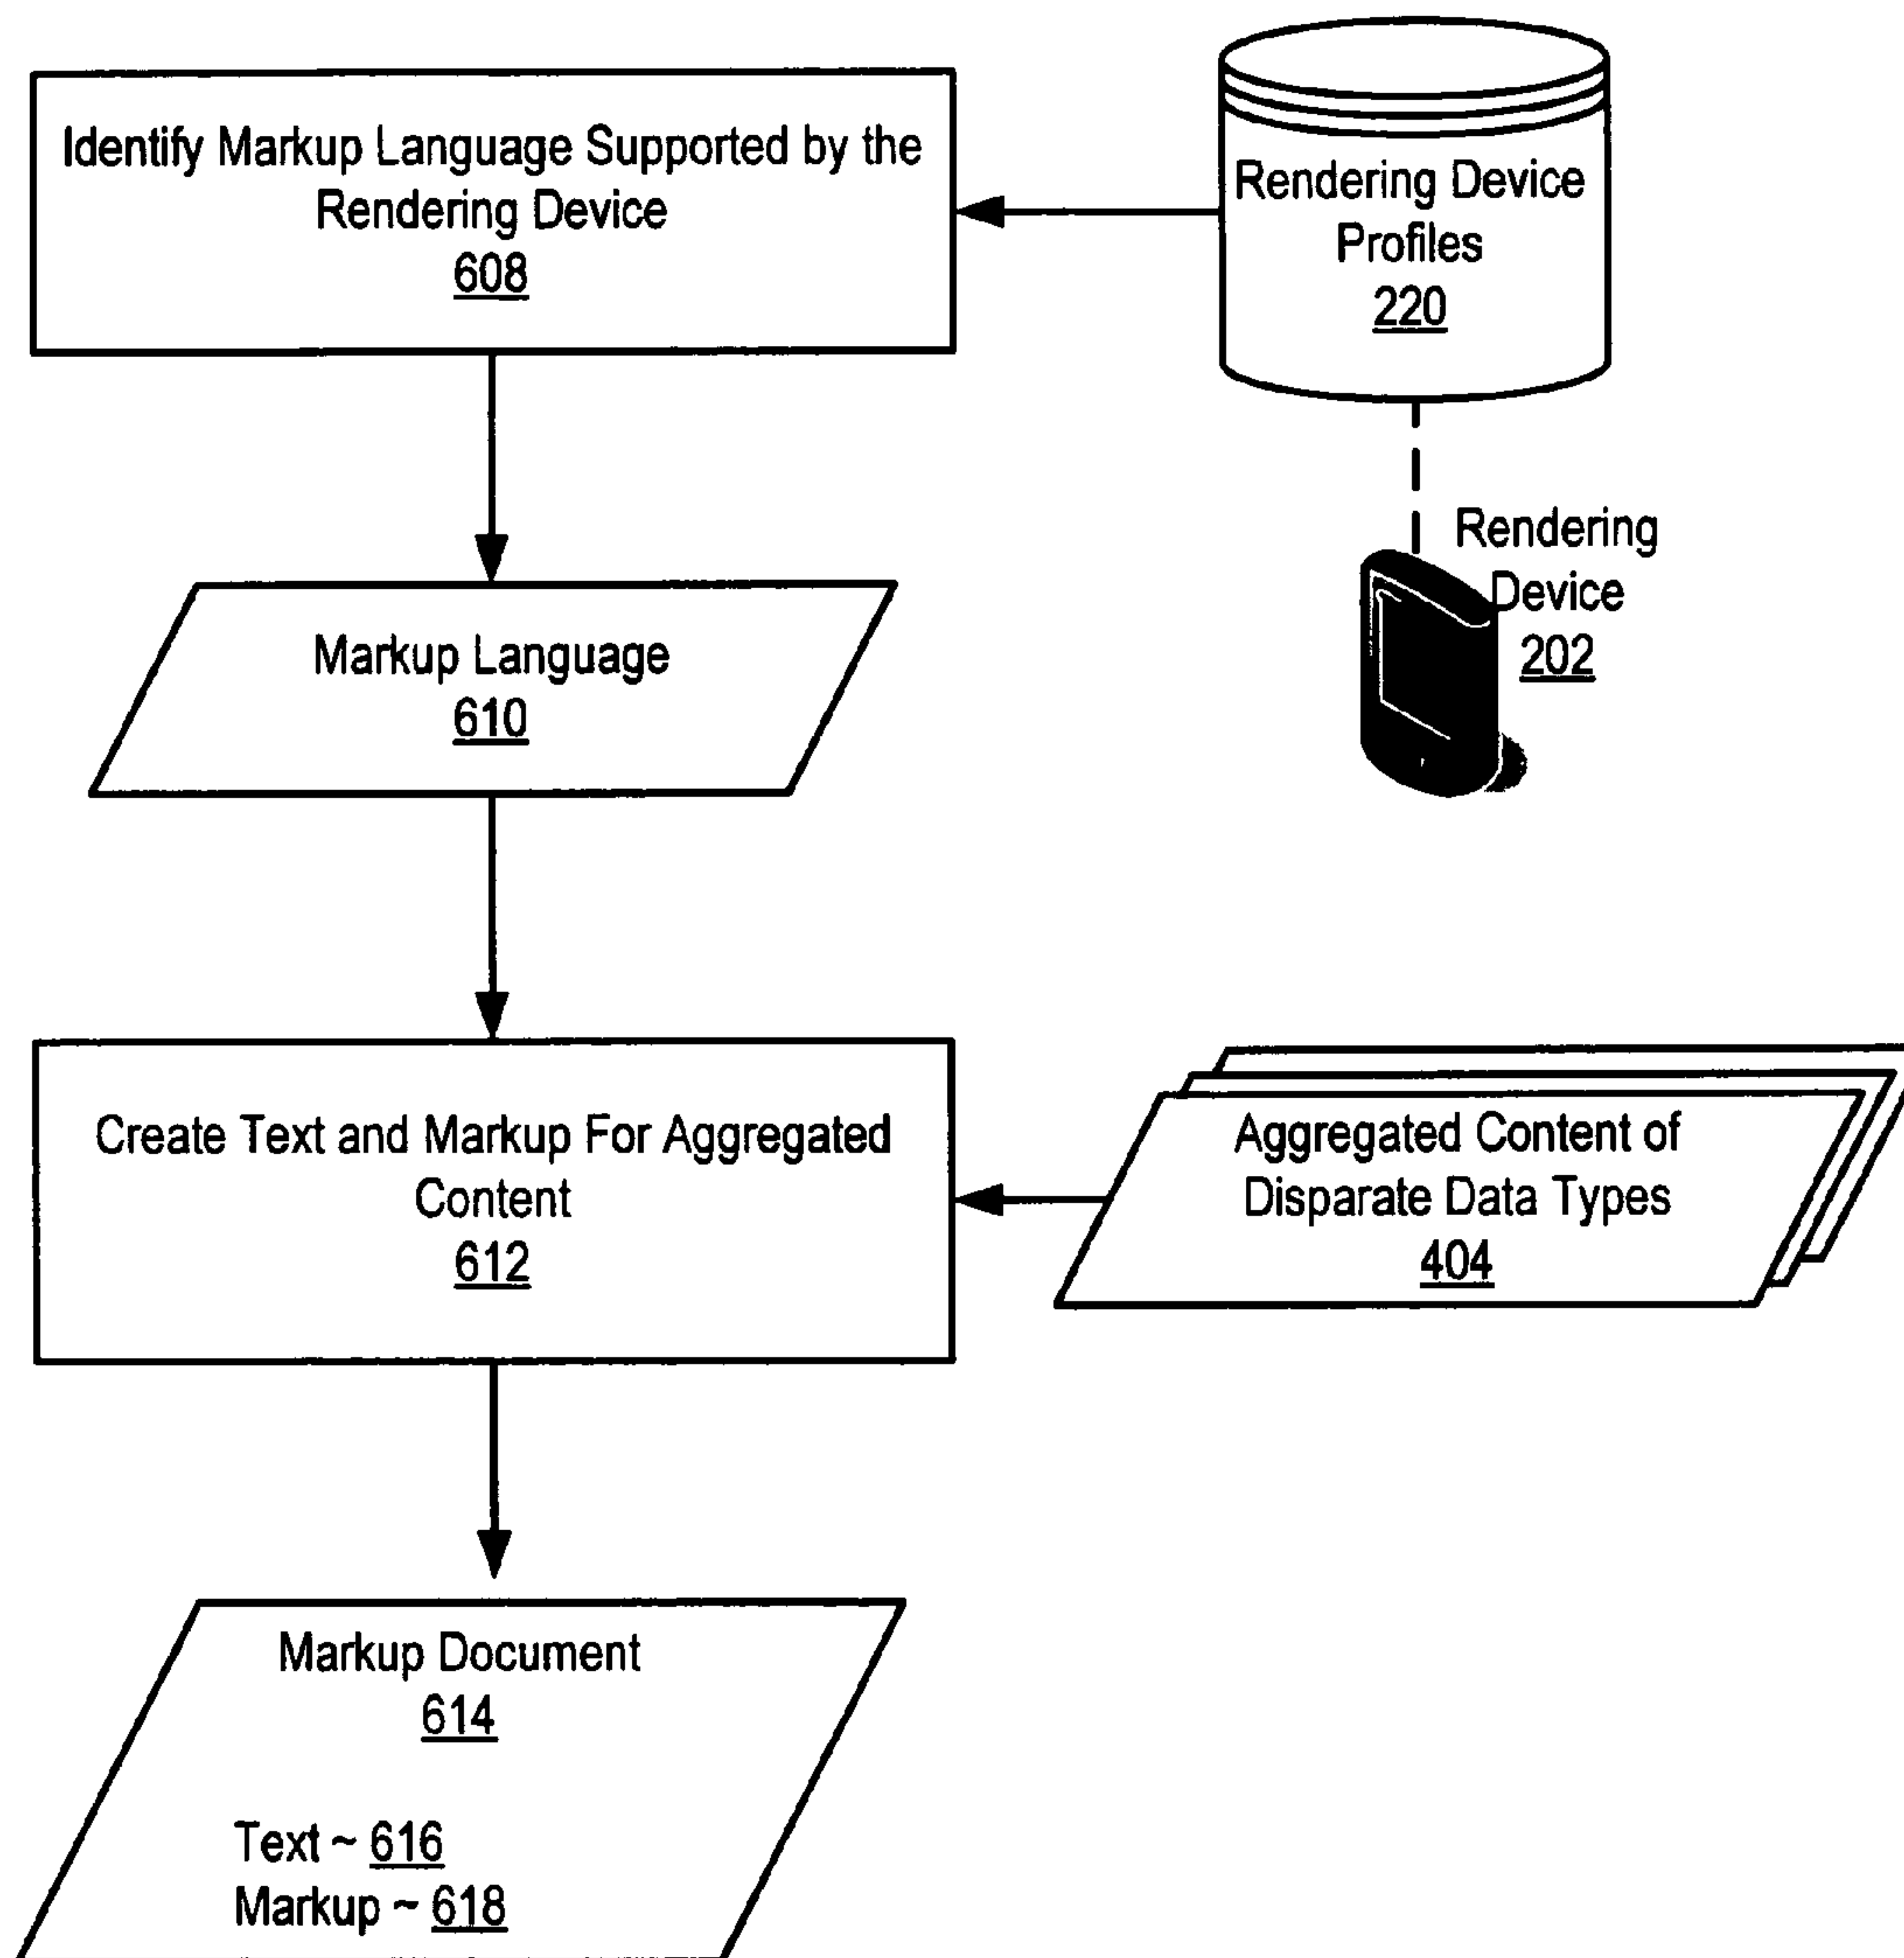 Identify Markup Language Supported by the
Rendering Device
608
Rendering Device
Profiles
220
Rendering
Device
202
Markup Language
610
Create Text and Markup For Aggregated
Content
612
Aggregated Content of
Disparate Data Types
404
Markup Document
614
Text ~ 616
Markup ~ 618